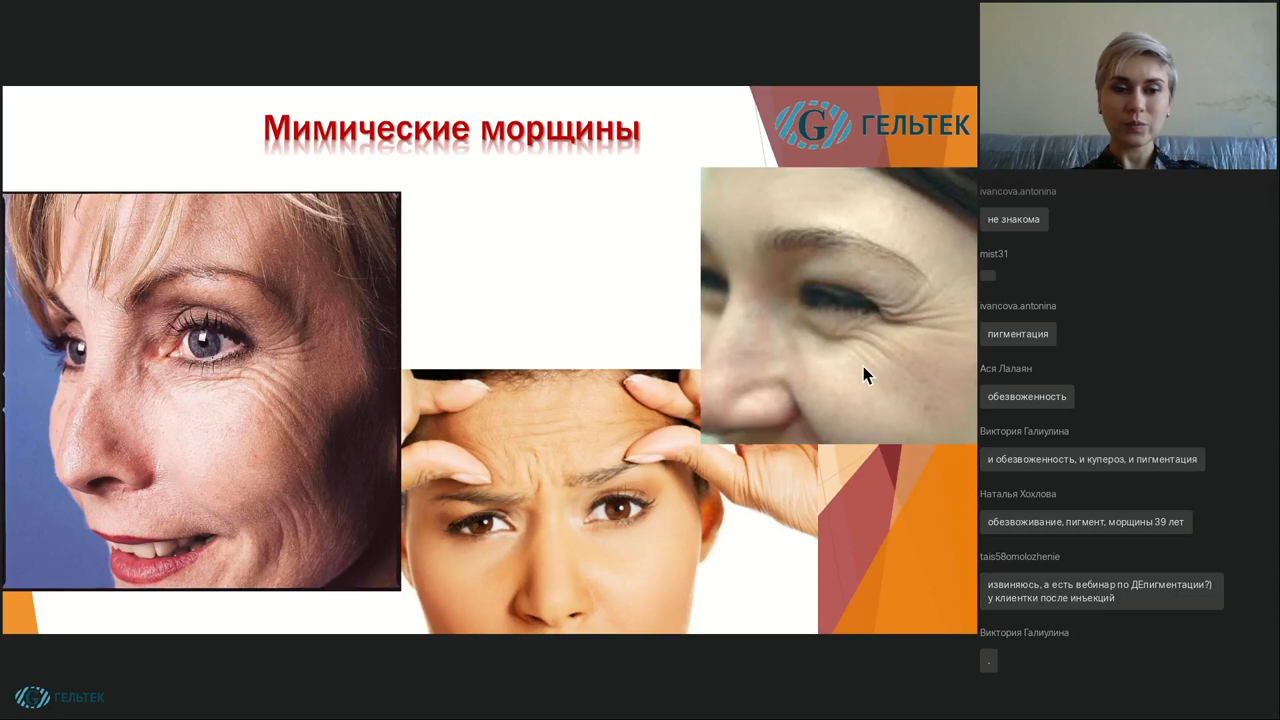 Мимические морщины
G ГЕЛЬТЕК
ivancova.antonina
не знакома
mist31
ivancova.antonina
пигментация
Ася Лалаян
обезвоженность
Виктория Галиулина
и обезвоженность, и купероз, и пигментация
Наталья Хохлова
обезвоживание, пигмент, морщины 39 лет
tais58omolozhenie
извиняюсь, а есть вебинар по ДЕпигментации?)
у клиентки после инъекций
Виктория Галиулина
.
G ГЕЛЬТЕК